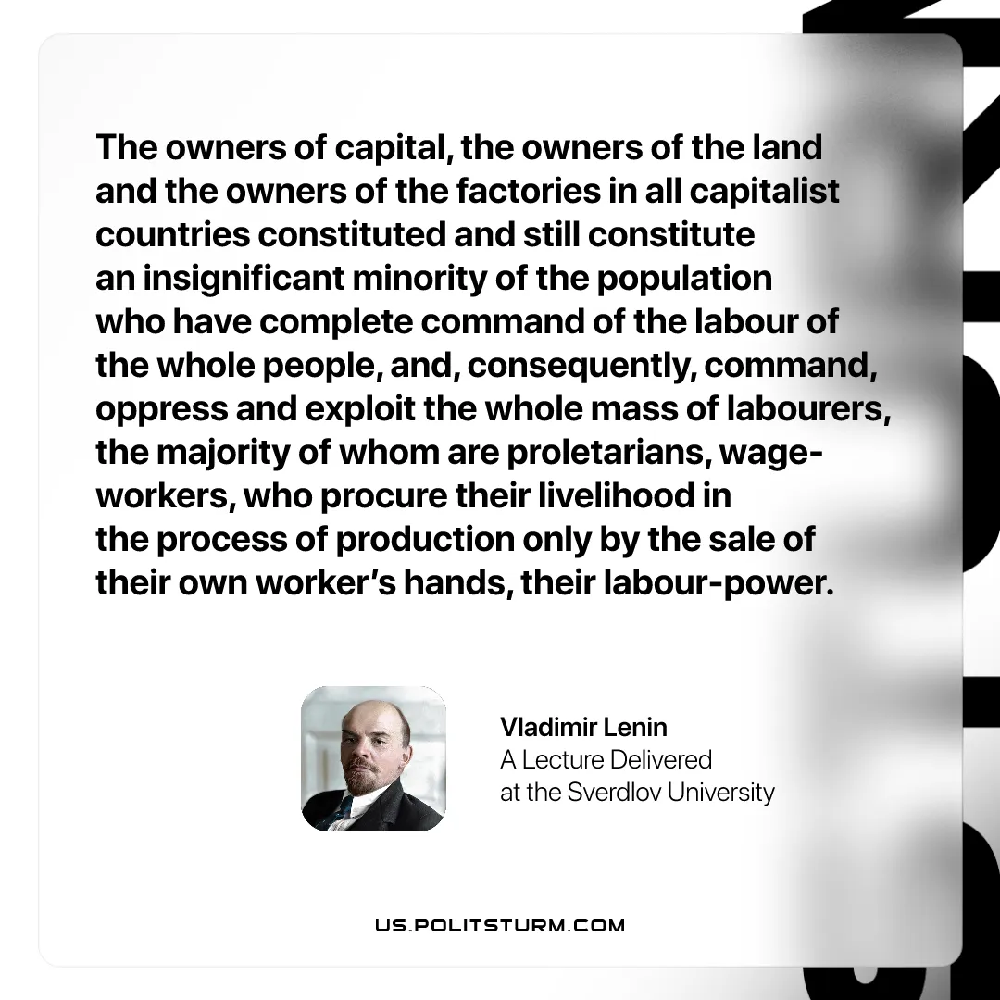 The owners of capital, the owners of the land
and the owners of the factories in all capitalist
countries constituted and still constitute
an insignificant minority of the population
who have complete command of the labour of
the whole people, and, consequently, command,
oppress and exploit the whole mass of labourers,
the majority of whom are proletarians, wage-
workers, who procure their livelihood in
the process of production only by the sale of
their own worker’s hands, their labour-power.
Vladimir Lenin
A Lecture Delivered
at the Sverdlov University
US.POLITSTURM.COM